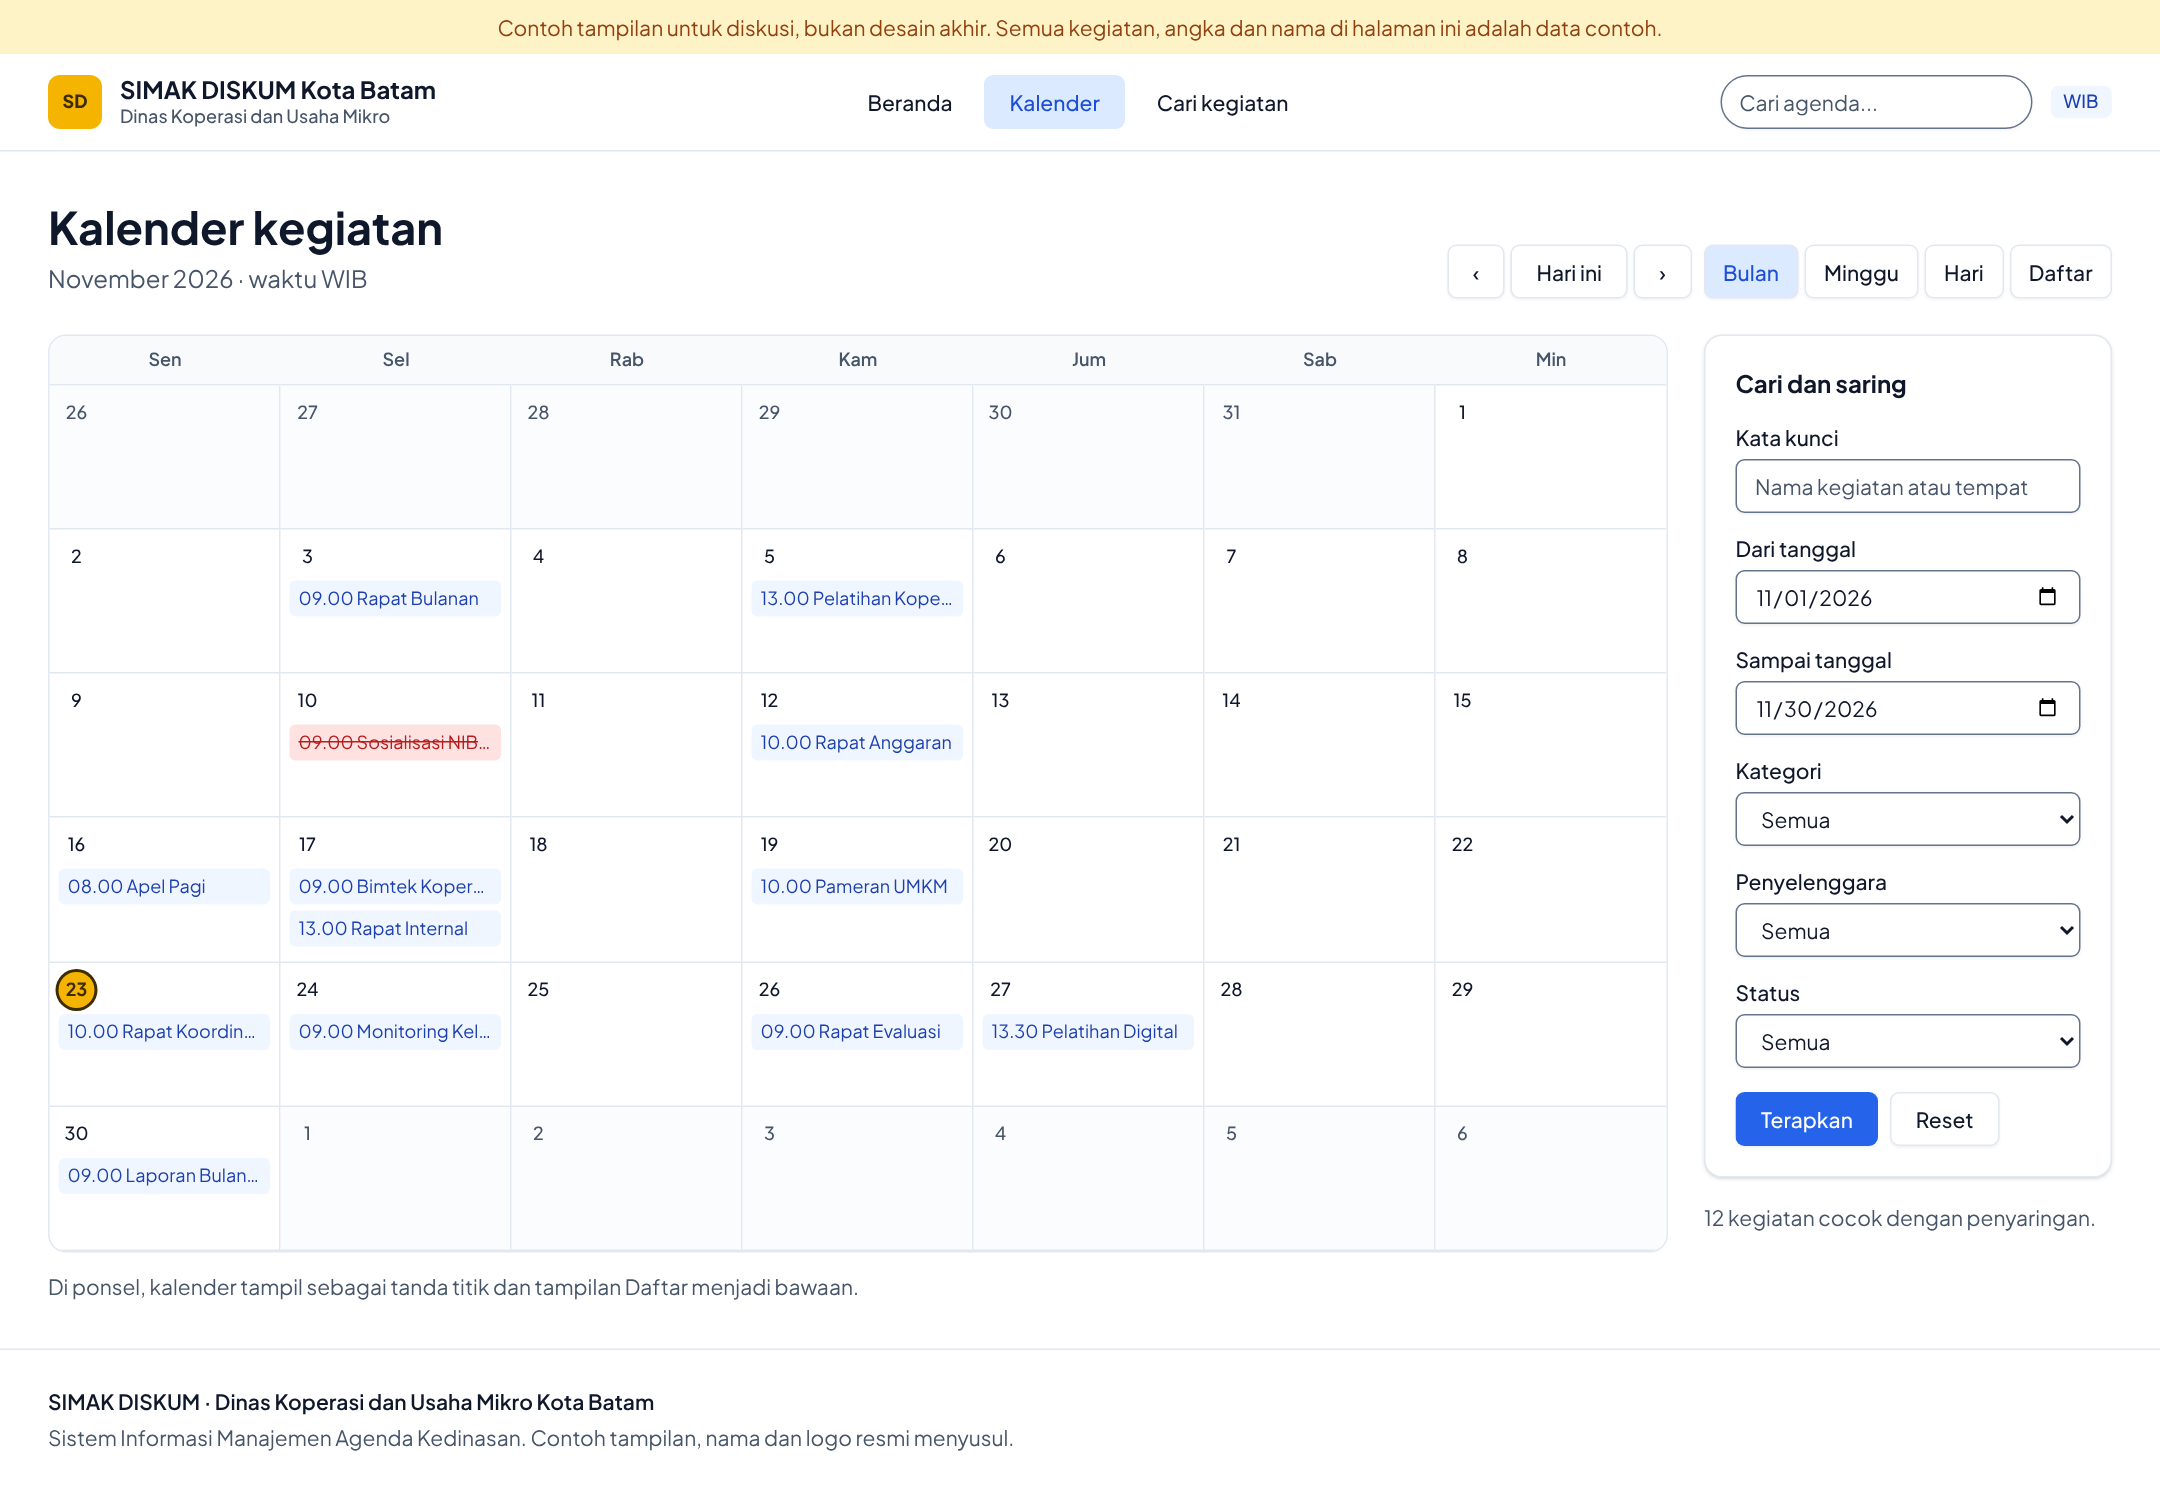 Contoh tampilan untuk diskusi, bukan desain akhir. Semua kegiatan, angka dan nama di halaman ini adalah data contoh.
SD
SIMAK DISKUM Kota Batam
Dinas Koperasi dan Usaha Mikro
Beranda
Kalender
Cari kegiatan
Cari agenda...
WIB
Kalender kegiatan
November 2026 · waktu WIB
‹
Hari ini
›
Bulan
Minggu
Hari
Daftar
Sen Sel Rab Kam Jum Sab Min
26 27 28 29 30 31 1
2 3 4 5 6 7 8
09.00 Rapat Bulanan
13.00 Pelatihan Kope...
9 10 11 12 13 14 15
09.00 Sosialisasi NIB...
10.00 Rapat Anggaran
16 17 18 19 20 21 22
08.00 Apel Pagi
09.00 Bimtek Koper...
10.00 Pameran UMKM
13.00 Rapat Internal
23 24 25 26 27 28 29
10.00 Rapat Koordin...
09.00 Monitoring Kel...
09.00 Rapat Evaluasi
13.30 Pelatihan Digital
30 1 2 3 4 5 6
09.00 Laporan Bulan...
Di ponsel, kalender tampil sebagai tanda titik dan tampilan Daftar menjadi bawaan.
Cari dan saring
Kata kunci
Nama kegiatan atau tempat
Dari tanggal
11/01/2026
Sampai tanggal
11/30/2026
Kategori
Semua
Penyelenggara
Semua
Status
Semua
Terapkan
Reset
12 kegiatan cocok dengan penyaringan.
SIMAK DISKUM · Dinas Koperasi dan Usaha Mikro Kota Batam
Sistem Informasi Manajemen Agenda Kedinasan. Contoh tampilan, nama dan logo resmi menyusul.